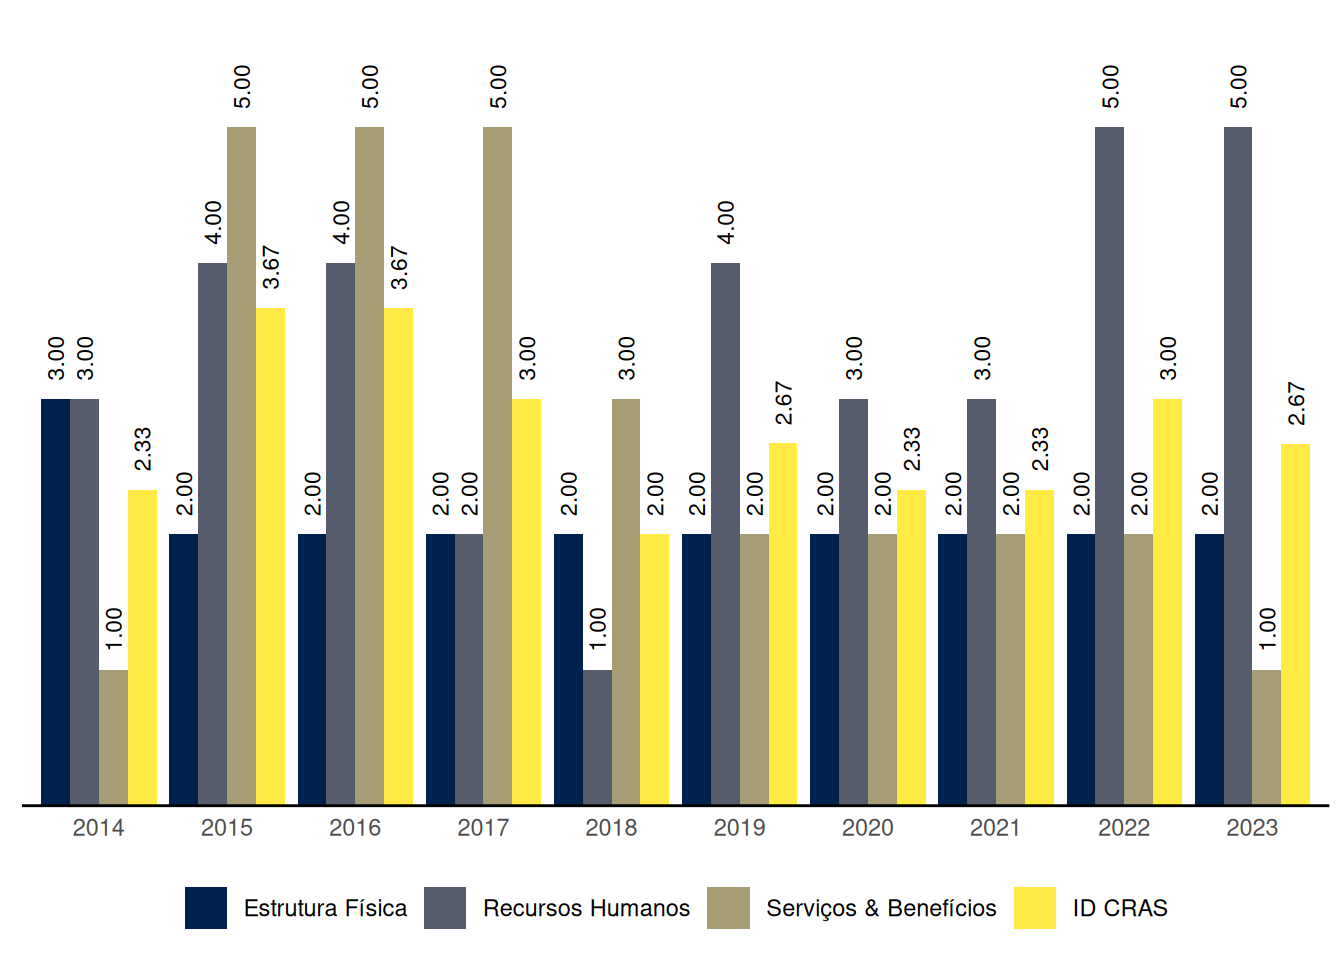 5.00 5.00 5.00 5.00 5.00
4.00 4.00 4.00
3.67 3.67
3.00 3.00 3.00 3.00 3.00 3.00 3.00
2.67 2.67
2.33 2.33 2.33
2.00 2.00 2.00 2.00 2.00 2.00 2.00 2.00 2.00 2.00 2.00 2.00 2.00 2.00 2.00
1.00 1.00 1.00
2014 2015 2016 2017 2018 2019 2020 2021 2022 2023
Estrutura Física Recursos Humanos Serviços & Benefícios ID CRAS